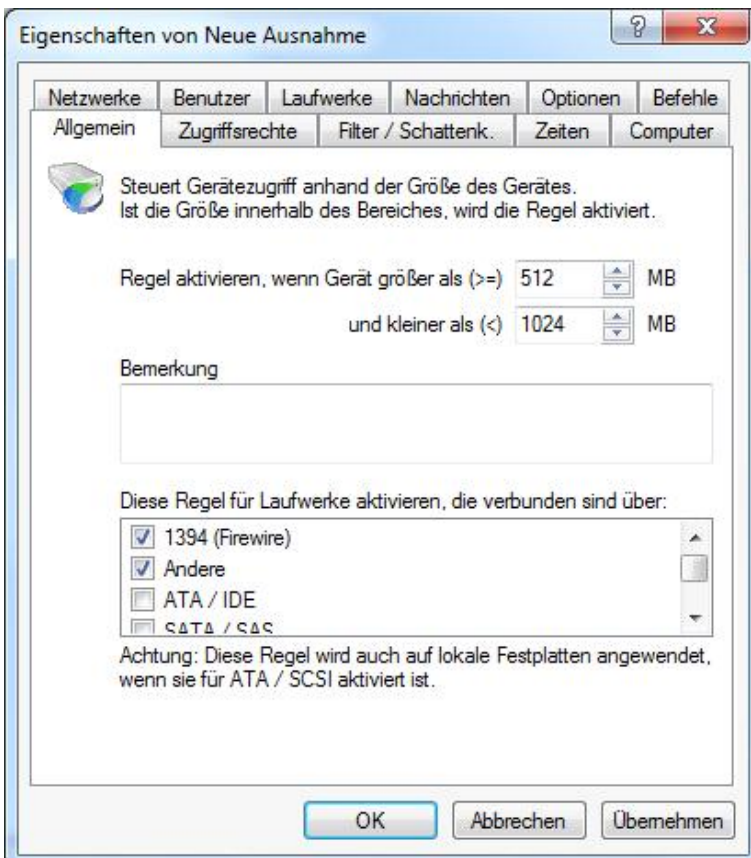 Eigenschaften von Neue Ausnahme
Netzwerke
Benutzer
Laufwerke
Nachrichten
Optionen
Befehle
Allgemein
Zugriffsrechte
Filter / Schattenk.
Zeiten
Computer
Steuert Gerätezugriff anhand der Größe des Gerätes.
Ist die Größe innerhalb des Bereiches, wird die Regel aktiviert.
Regel aktivieren, wenn Gerät größer als (>=) 512 MB
und kleiner als (<) 1024 MB
Bemerkung
Diese Regel für Laufwerke aktivieren, die verbunden sind über:
1394 (Firewire)
Andere
ATA / IDE
SATA / SAS
Achtung: Diese Regel wird auch auf lokale Festplatten angewendet,
wenn sie für ATA / SCSI aktiviert ist.
OK
Abbrechen
Übernehmen